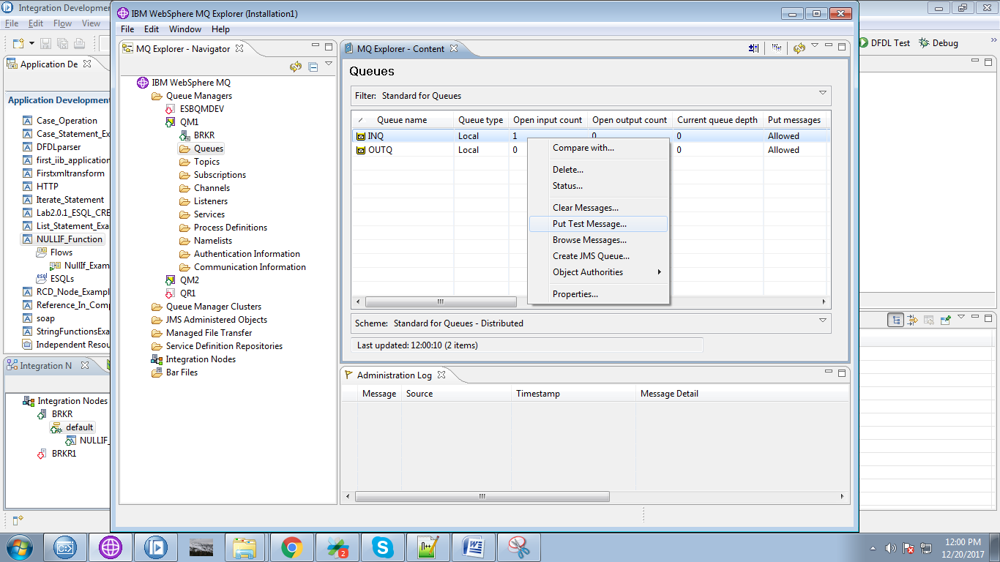 Integration Developmen
File Edit Flow View
Application De
Application Development
Case_Operation
Case_Statement_Ex
DFDLparser
first_iib_application
Firstxmltransform
HTTP
Iterate_Statement
Lab2.0.1_ESQL_CRE
List_Statement_Exa
NULLIF_Function
Flows
NullIf_Exam
ESQLs
RCD_Node_Exampl
Reference_In_Comp
soap
StringFunctionsExa
Independent Resou
Integration N
Integration Nodes
BRKR
default
NULLIF_
BRKR1
IBM WebSphere MQ Explorer (Installation1)
File Edit Window Help
MQ Explorer - Navigator
IBM WebSphere MQ
Queue Managers
ESBQMDEV
QM1
BRKR
Queues
Topics
Subscriptions
Channels
Listeners
Services
Process Definitions
Namelists
Authentication Information
Communication Information
QM2
QR1
Queue Manager Clusters
JMS Administered Objects
Managed File Transfer
Service Definition Repositories
Integration Nodes
Bar Files
MQ Explorer - Content
Queues
Filter: Standard for Queues
Queue name Queue type Open input count Open output count Current queue depth Put messages
INQ Local 1 0 0 Allowed
OUTQ Local 0 0 Allowed
Compare with...
Delete...
Status...
Clear Messages...
Put Test Message...
Browse Messages...
Create JMS Queue...
Object Authorities
Properties...
Scheme: Standard for Queues - Distributed
Last updated: 12:00:10 (2 items)
Administration Log
Message Source Timestamp Message Detail
DFDL Test Debug
2
12:00 PM
12/20/2017